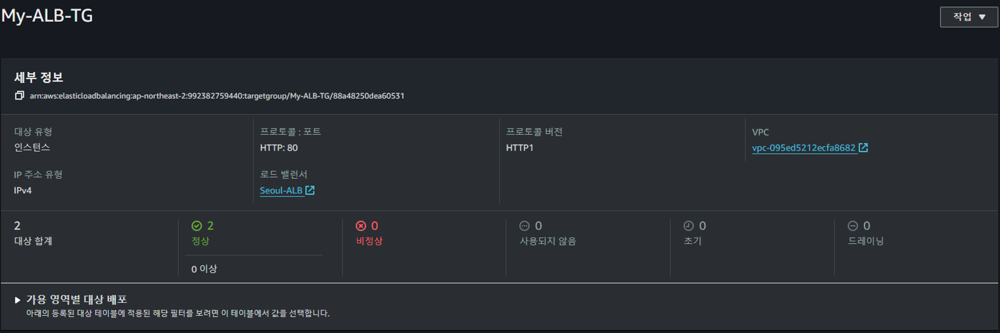 My-ALB-TG
작업
세부 정보
arn:aws:elasticloadbalancing:ap-northeast-2:992382759440:targetgroup/My-ALB-TG/88a48250dea60531
대상 유형
인스턴스
프로토콜 : 포트
HTTP: 80
프로토콜 버전
HTTP1
VPC
vpc-095ed5212ecfa8682
IP 주소 유형
IPv4
로드 밸런서
Seoul-ALB
2
대상 합계
2
정상
0 이상
0
비정상
0
사용되지 않음
0
초기
0
드레이닝
가용 영역별 대상 배포
아래의 등록된 대상 테이블에 적용된 해당 필터를 보려면 이 테이블에서 값을 선택합니다.